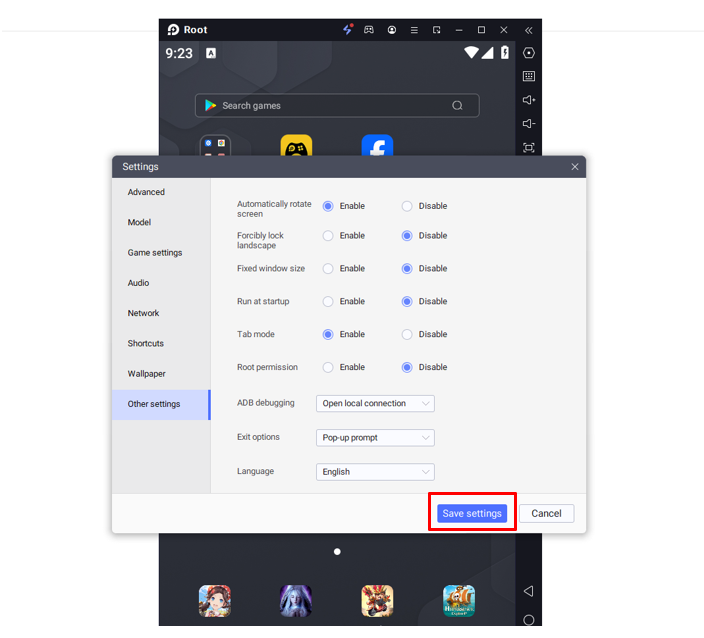 Root
9:23
A
Search games
Settings
Advanced
Model
Game settings
Audio
Network
Shortcuts
Wallpaper
Other settings
Automatically rotate
screen
Enable
Disable
Forcibly lock
landscape
Enable
Disable
Fixed window size
Enable
Disable
Run at startup
Enable
Disable
Tab mode
Enable
Disable
Root permission
Enable
Disable
ADB debugging
Open local connection
Exit options
Pop-up prompt
Language
English
Save settings
Cancel